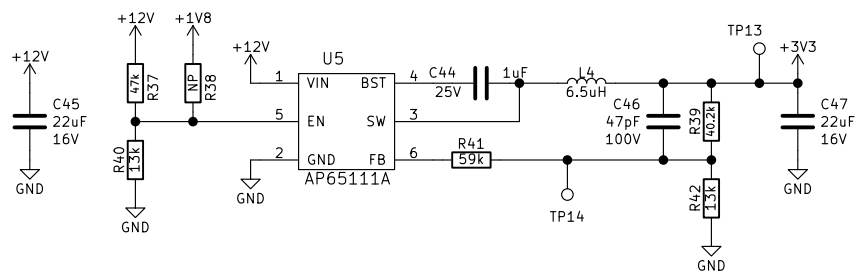 +12V
C45
22uF
16V
GND
+12V
+1V8
47k
R37
NP
R38
R40
13k
GND
+12V
U5
1 VIN BST 4
5 EN SW 3
2 GND FB 6
AP65111A
GND
C44
25V
1uF
L4
6.5uH
R41
59k
TP14
TP13
+3V3
C46
47pF
100V
R39
40.2k
R42
13k
GND
C47
22uF
16V
GND